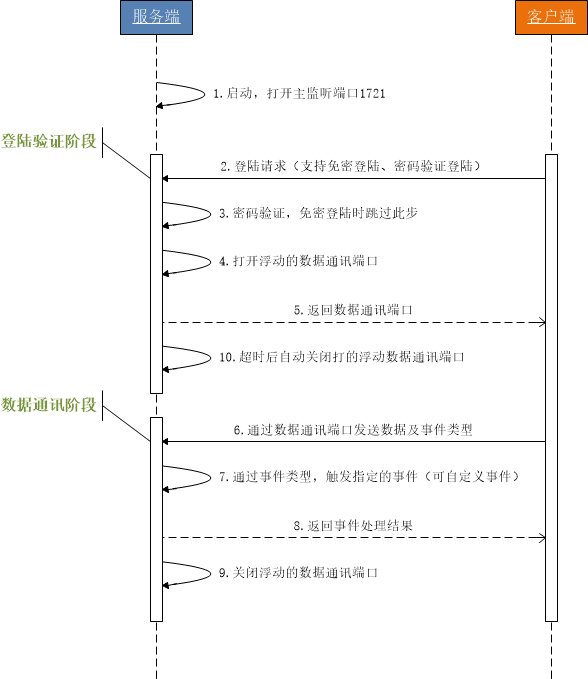 服务端
客户端
1.启动，打开主监听端口1721
登陆验证阶段
2.登陆请求（支持免密登陆、密码验证登陆）
3.密码验证，免密登陆时跳过此步
4.打开浮动的数据通讯端口
5.返回数据通讯端口
10.超时后自动关闭打的浮动数据通讯端口
数据通讯阶段
6.通过数据通讯端口发送数据及事件类型
7.通过事件类型，触发指定的事件（可自定义事件）
8.返回事件处理结果
9.关闭浮动的数据通讯端口